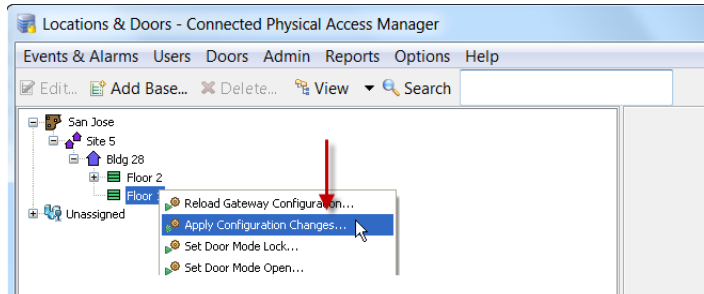 Locations & Doors - Connected Physical Access Manager
Events & Alarms Users Doors Admin Reports Options Help
Edit... Add Base... Delete... View Search
San Jose
Site 5
Bldg 28
Floor 2
Floor
Unassigned
Reload Gateway Configuration...
Apply Configuration Changes...
Set Door Mode Lock...
Set Door Mode Open...